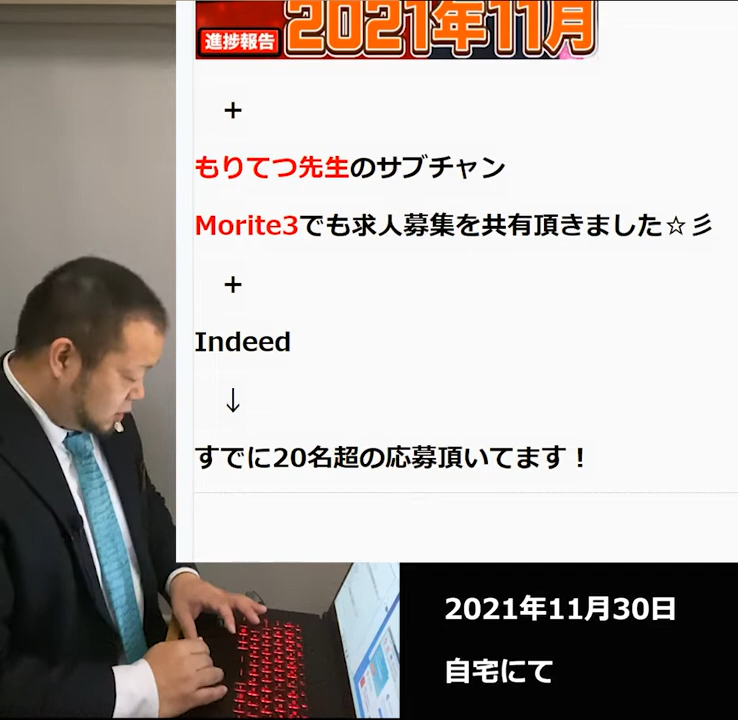 進捗報告 2021年11月
+
もりてつ先生のサブチャン
Morite3でも求人募集を共有頂きました☆彡
+
Indeed
↓
すでに20名超の応募頂いてます！
2021年11月30日
自宅にて